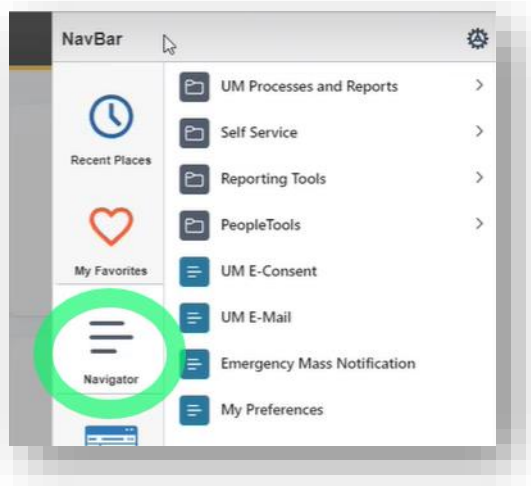 NavBar
Recent Places
My Favorites
Navigator
UM Processes and Reports
Self Service
Reporting Tools
PeopleTools
UM E-Consent
UM E-Mail
Emergency Mass Notification
My Preferences